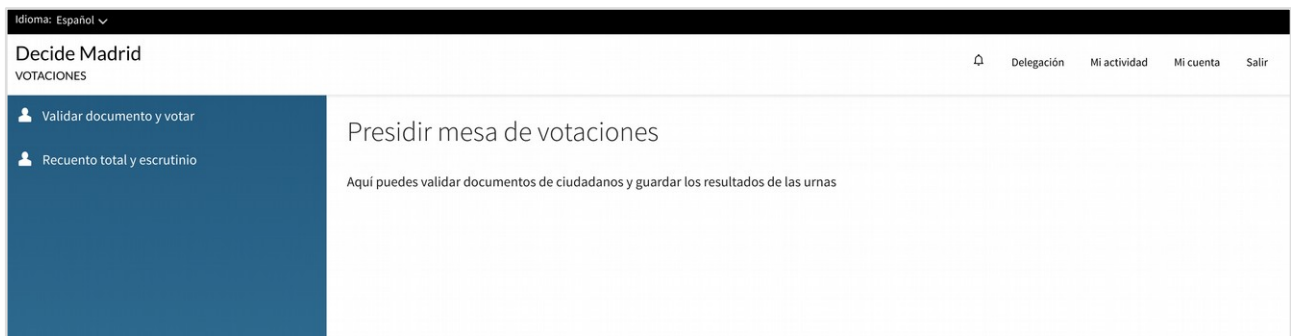 Idioma: Español
Decide Madrid
VOTACIONES
Delegación Mi actividad Mi cuenta Salir
Validar documento y votar
Recuento total y escrutinio
Presidir mesa de votaciones
Aquí puedes validar documentos de ciudadanos y guardar los resultados de las urnas